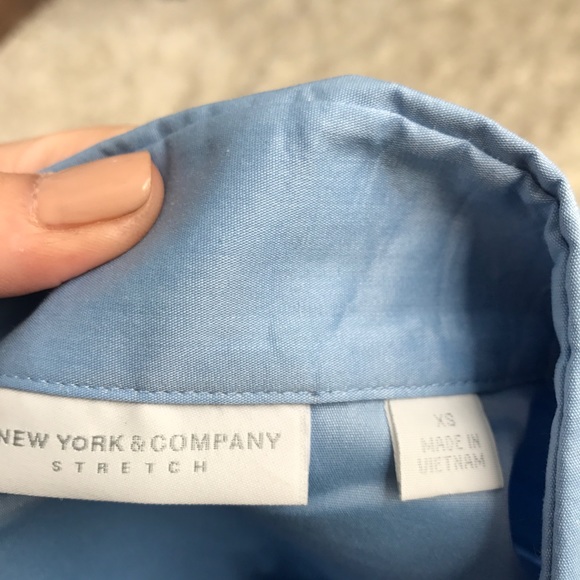 NEW YORK & COMPANY
STRETCH
XS
MADE IN
VIETNAM